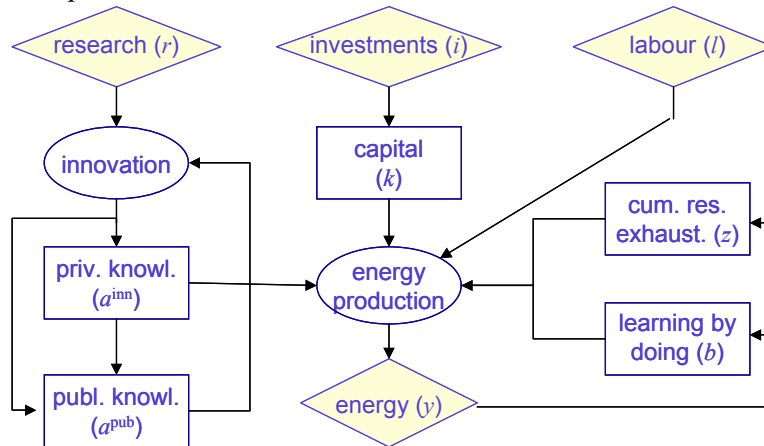 research (r)
investments (i)
labour (l)
innovation
capital
(k)
cum. res.
exhaust. (z)
priv. knowl.
(a^inn)
energy
production
learning by
doing (b)
publ. knowl.
(a^pub)
energy (y)